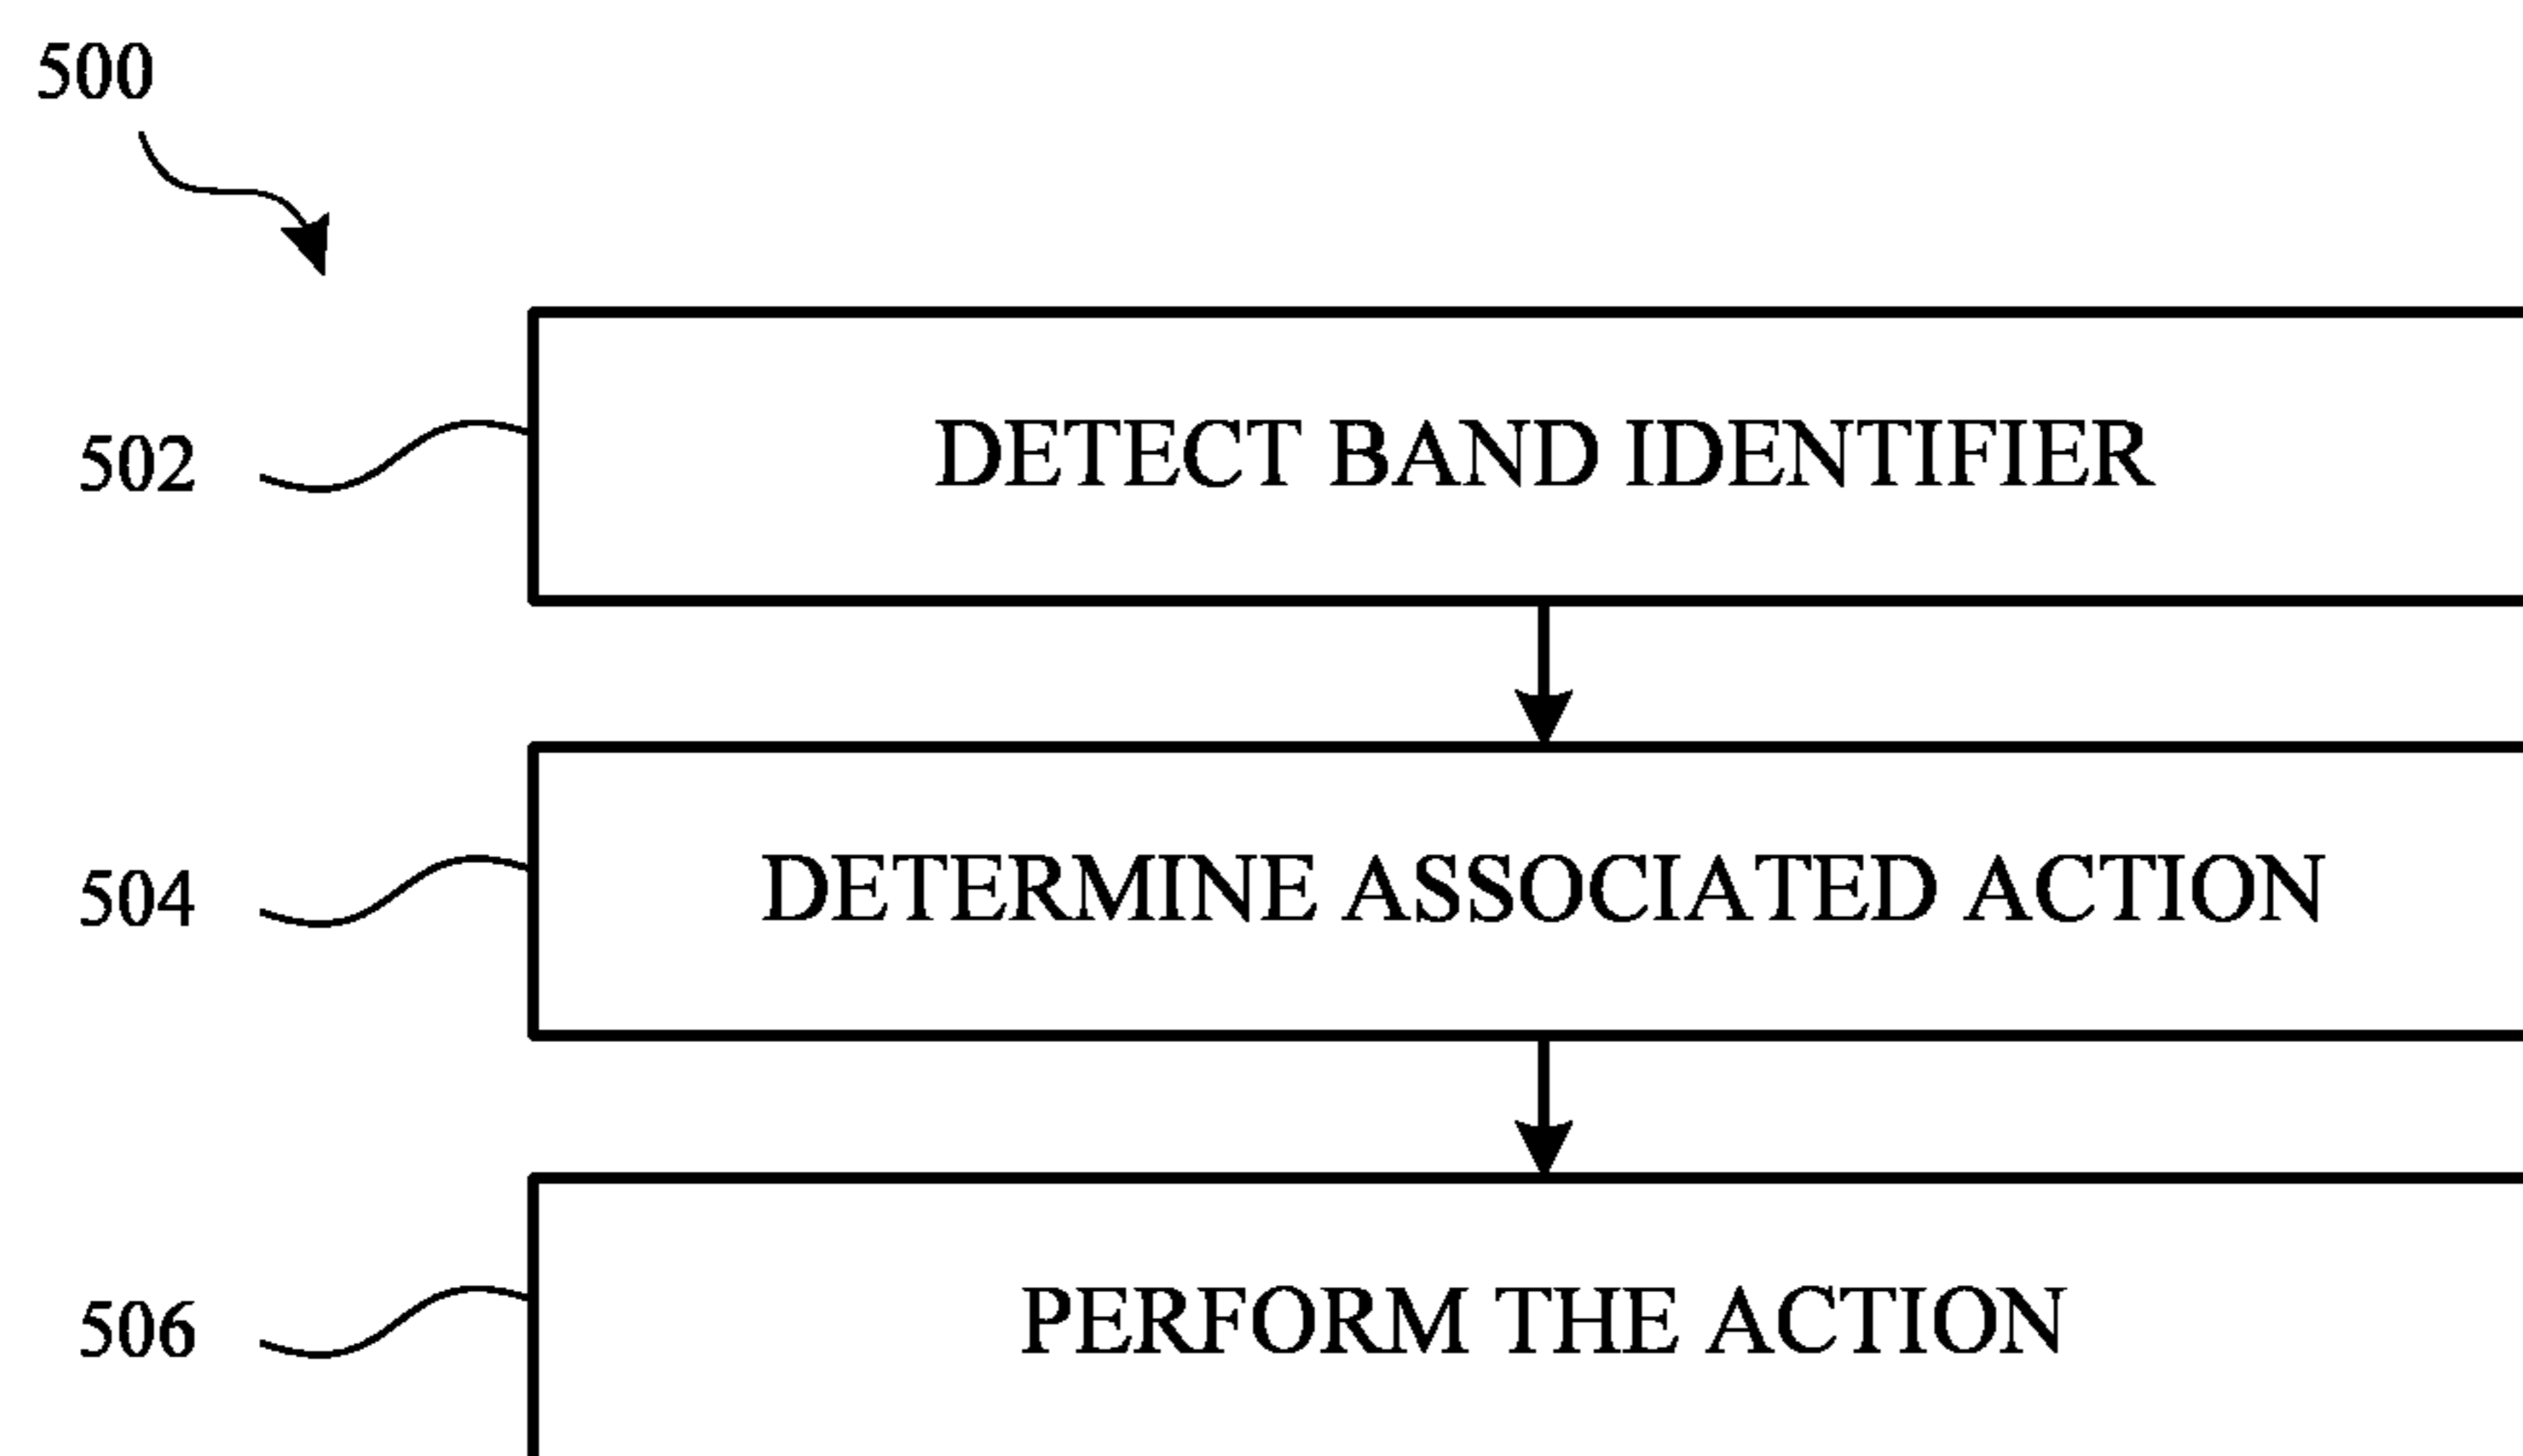 500
502 DETECT BAND IDENTIFIER
504 DETERMINE ASSOCIATED ACTION
506 PERFORM THE ACTION